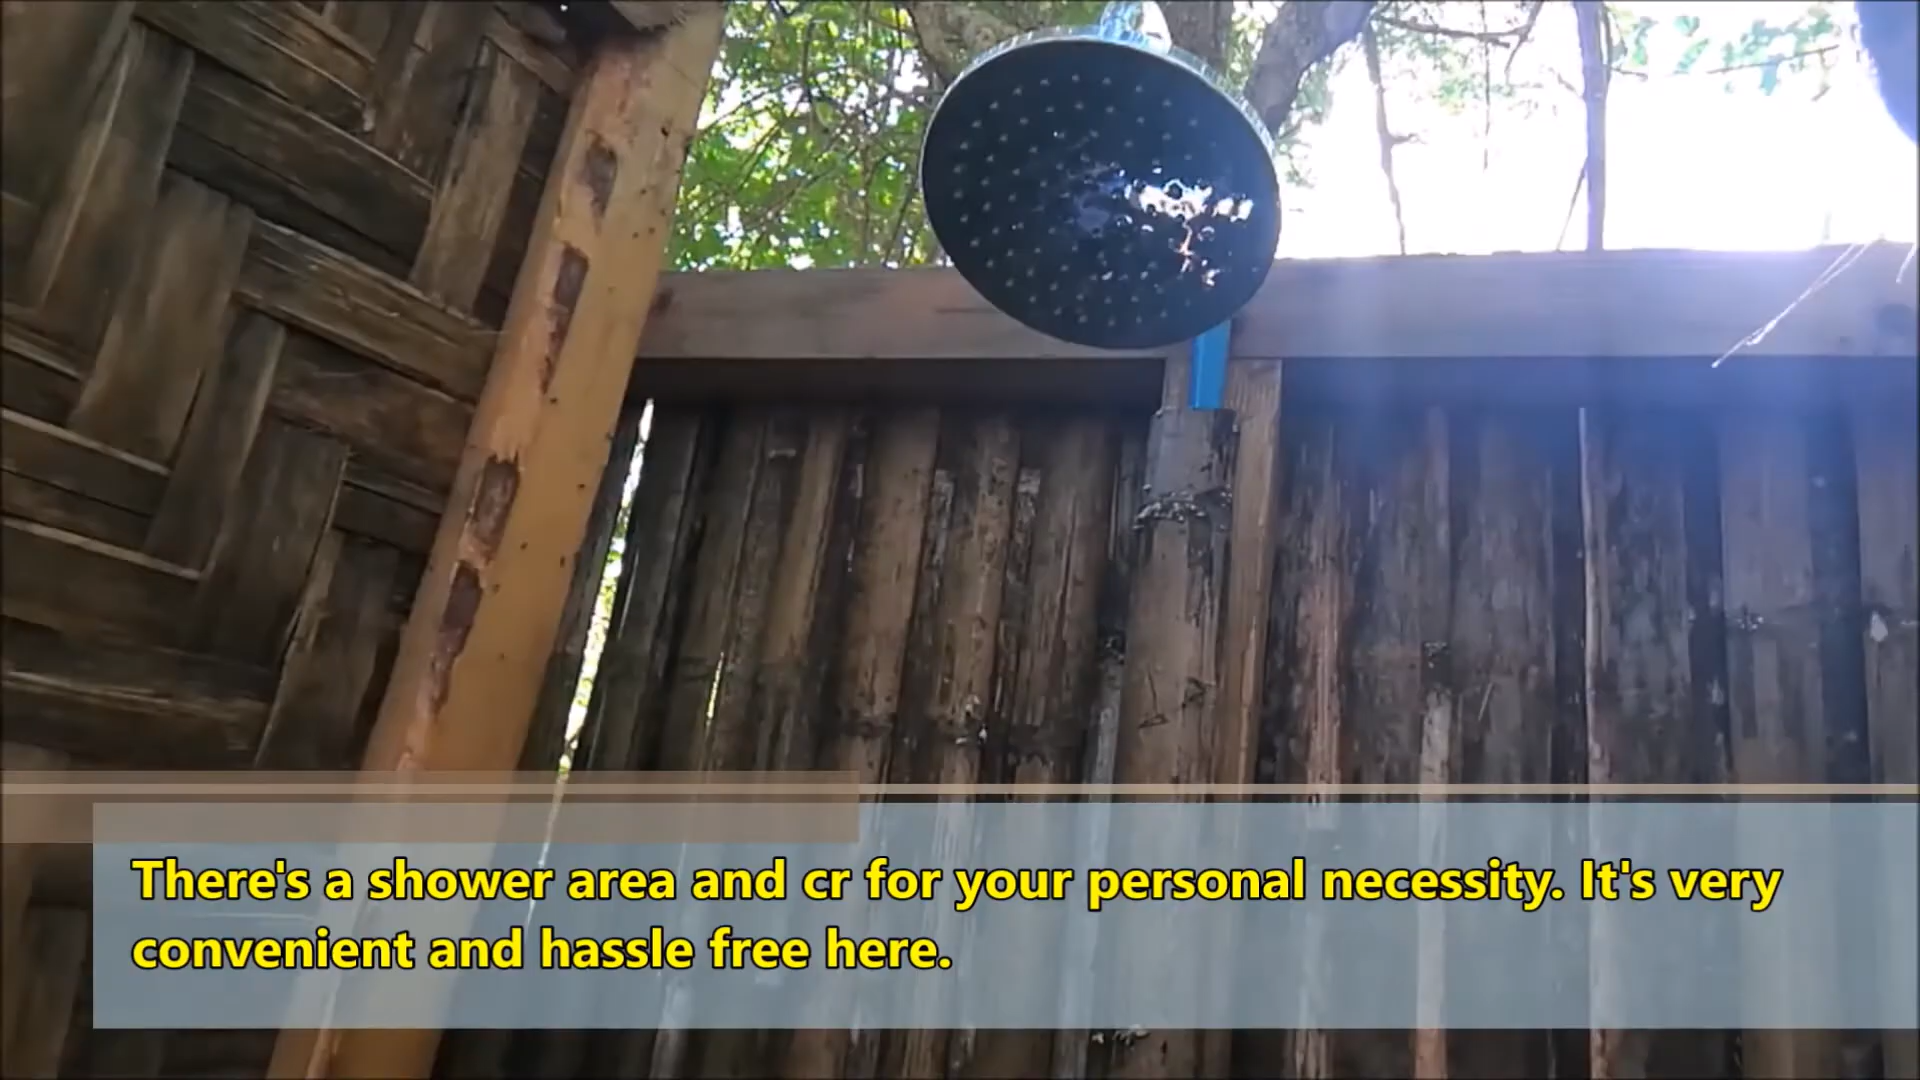 There's a shower area and cr for your personal necessity. It's very
convenient and hassle free here.